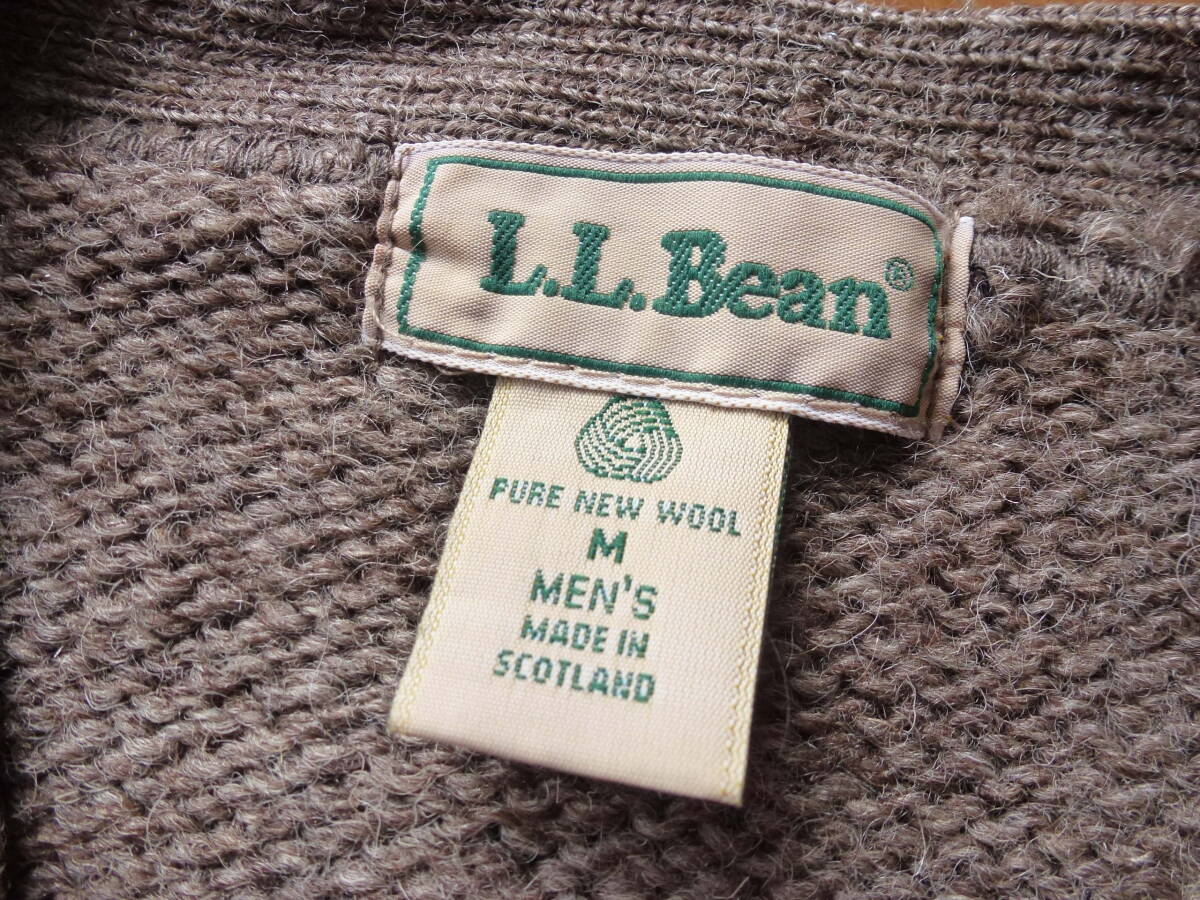 L.L.Bean®
PURE NEW WOOL
M
MEN'S
MADE IN
SCOTLAND